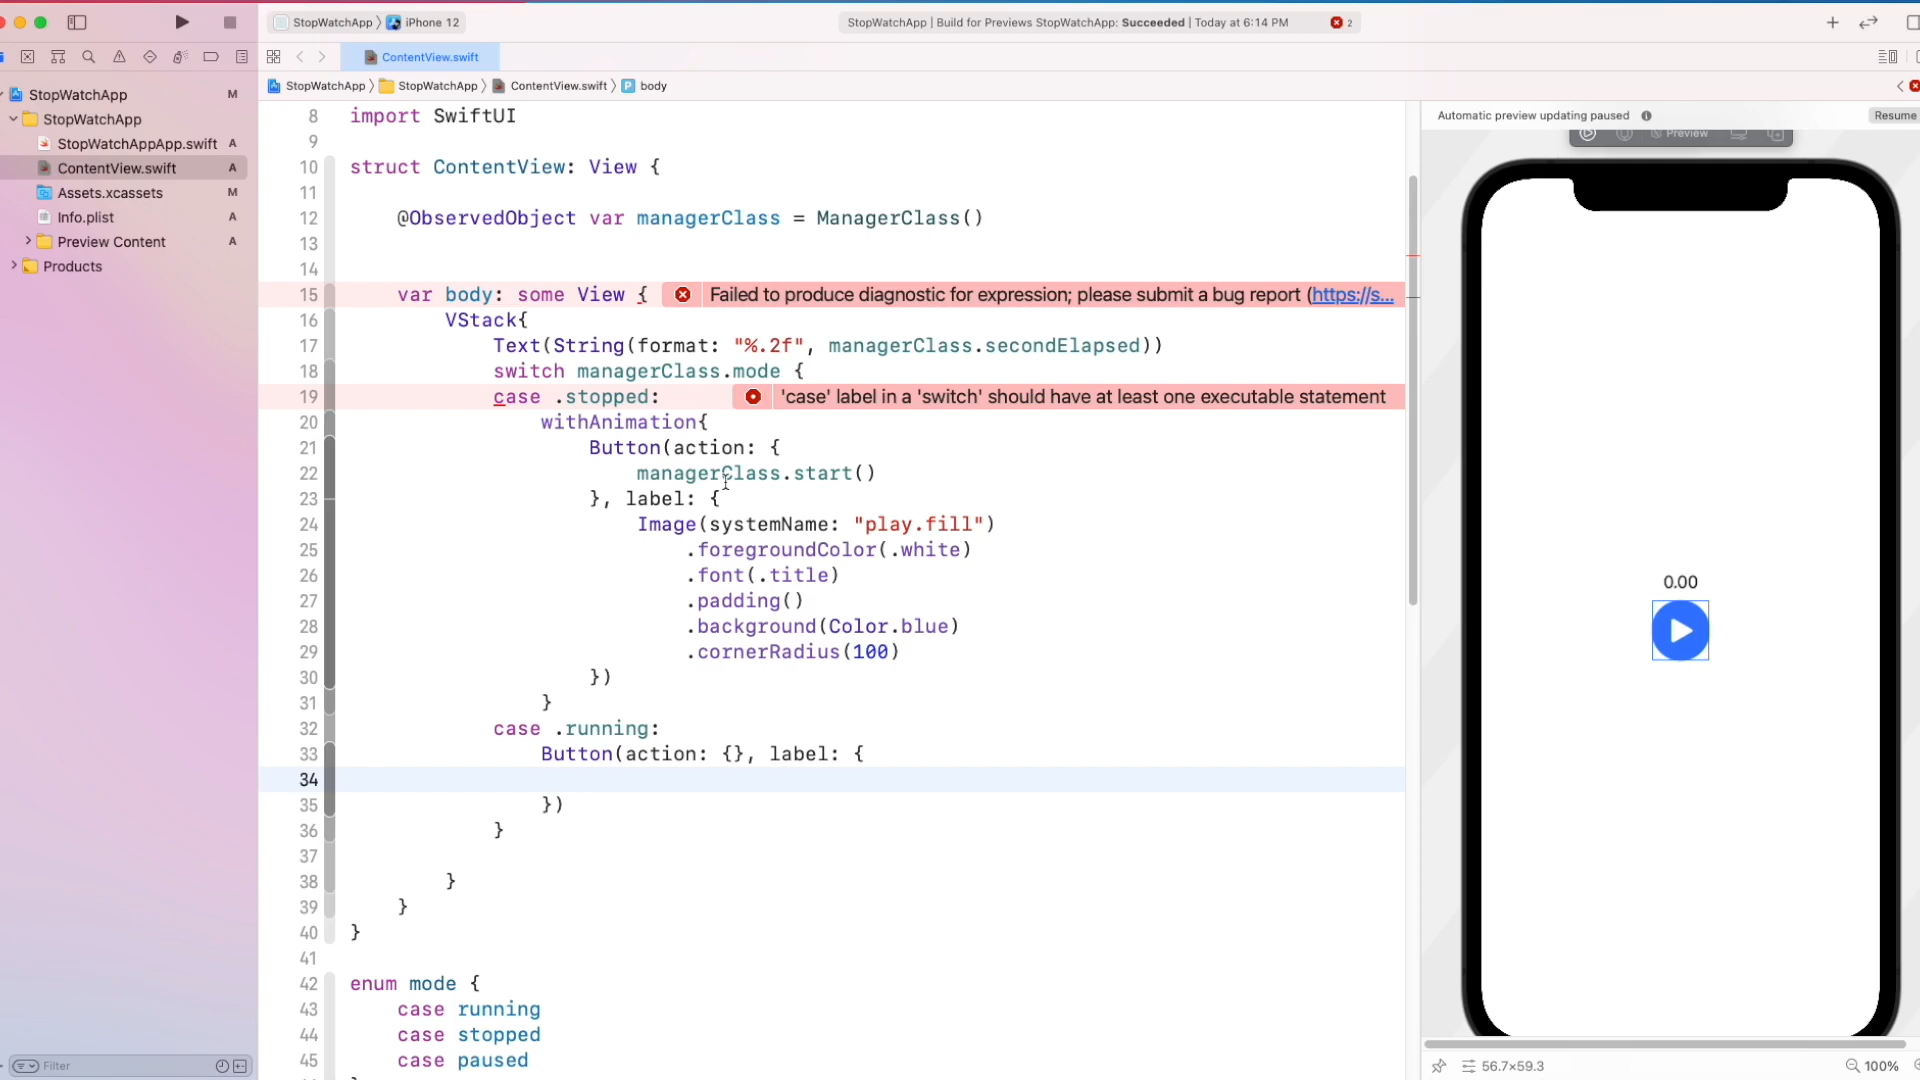 StopWatchApp 〉 iPhone 12
StopWatchApp | Build for Previews StopWatchApp: Succeeded | Today at 6:14 PM
2
ContentView.swift
StopWatchApp 〉 StopWatchApp 〉 ContentView.swift 〉 P body
StopWatchApp M
StopWatchApp
StopWatchAppApp.swift A
ContentView.swift A
Assets.xcassets M
Info.plist A
Preview Content A
Products
Filter
8 import SwiftUI
9
10 struct ContentView: View {
11
12 @ObservedObject var managerClass = ManagerClass()
13
14
15 var body: some View { Failed to produce diagnostic for expression; please submit a bug report (https://s...
16 VStack{
17 Text(String(format: "%.2f", managerClass.secondElapsed))
18 switch managerClass.mode {
19 case .stopped: 'case' label in a 'switch' should have at least one executable statement
20 withAnimation{
21 Button(action: {
22 managerClass.start()
23 }, label: {
24 Image(systemName: "play.fill")
25 .foregroundColor(.white)
26 .font(.title)
27 .padding()
28 .background(Color.blue)
29 .cornerRadius(100)
30 })
31 }
32 case .running:
33 Button(action: {}, label: {
34
35 })
36 }
37
38 }
39 }
40 }
41
42 enum mode {
43 case running
44 case stopped
45 case paused
Automatic preview updating paused
Resume
Preview
0.00
56.7×59.3
100%